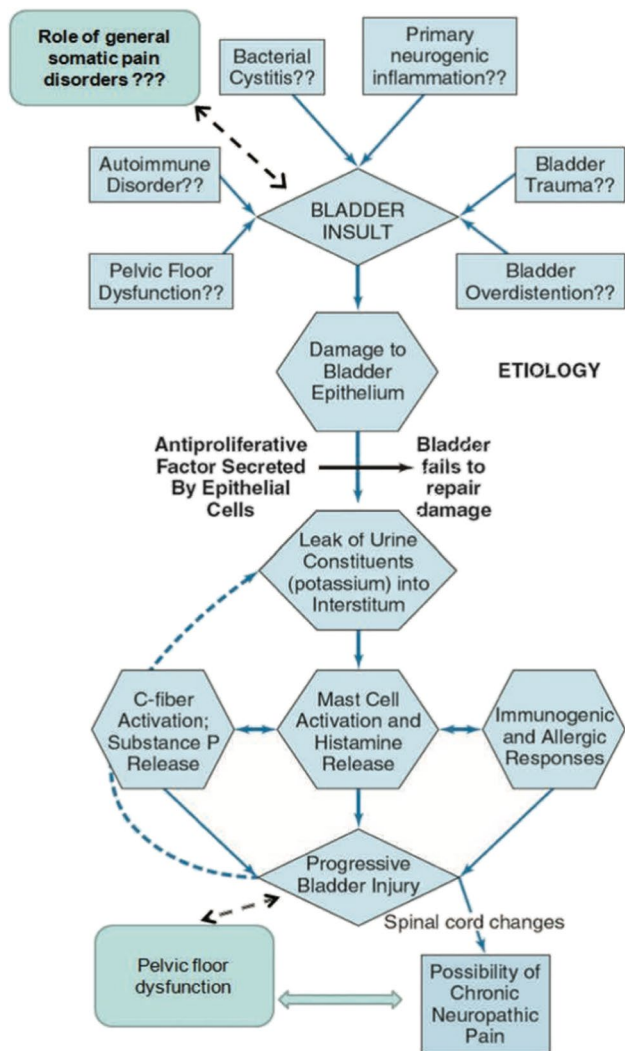 Role of general
somatic pain
disorders ???
Bacterial
Cystitis??
Primary
neurogenic
inflammation??
Autoimmune
Disorder??
BLADDER
INSULT
Bladder
Trauma??
Pelvic Floor
Dysfunction??
Bladder
Overdistention??
Damage to
Bladder
Epithelium
ETIOLOGY
Antiproliferative
Factor Secreted
By Epithelial
Cells
Bladder
fails to
repair
damage
Leak of Urine
Constituents
(potassium) into
Interstitum
C-fiber
Activation;
Substance P
Release
Mast Cell
Activation and
Histamine
Release
Immunogenic
and Allergic
Responses
Progressive
Bladder Injury
Spinal cord changes
Pelvic floor
dysfunction
Possibility of
Chronic
Neuropathic
Pain